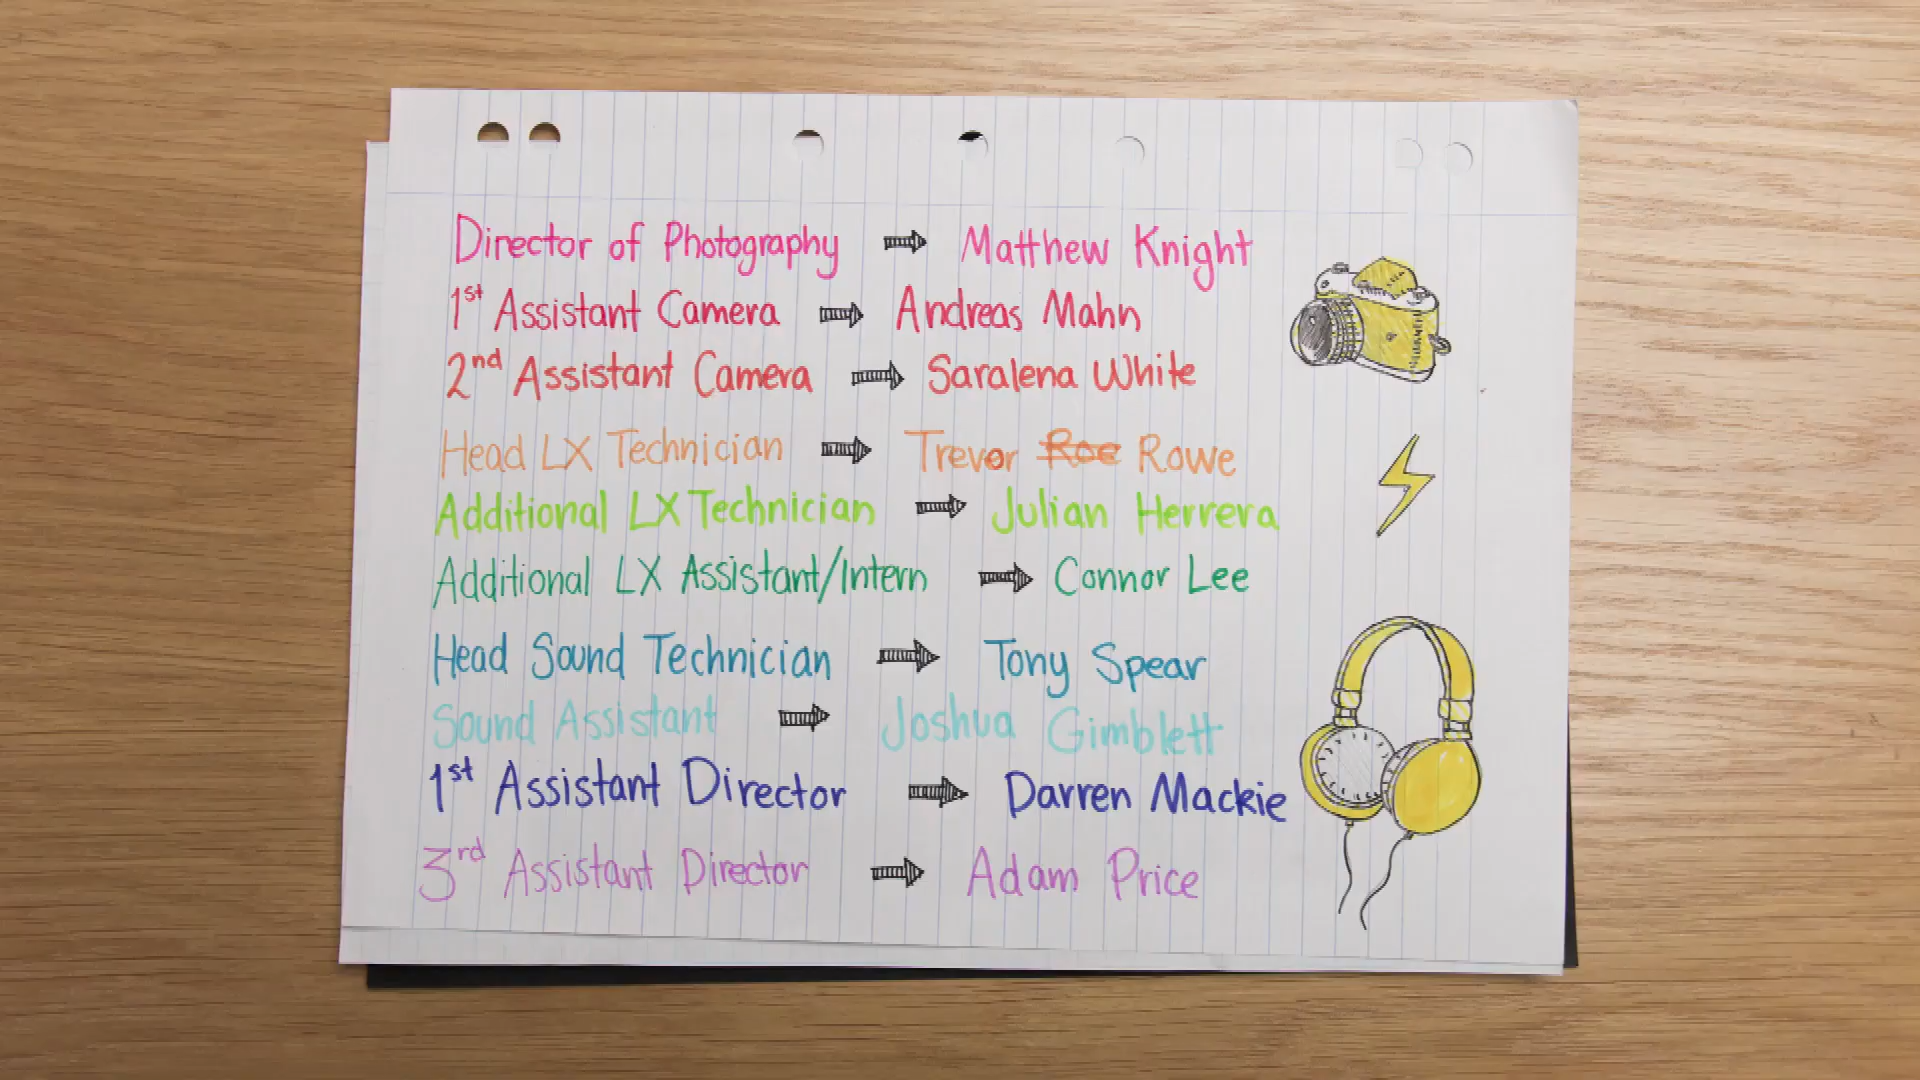 Director of Photography → Matthew Knight
1st Assistant Camera → Andreas Mahn
2nd Assistant Camera → Saralena White
Head LX Technician → Trevor Roe Rowe
Additional LX Technician → Julian Herrera
Additional LX Assistant/Intern → Connor Lee
Head Sound Technician → Tony Spear
Sound Assistant → Joshua Gimblett
1st Assistant Director → Darren Mackie
3rd Assistant Director → Adam Price